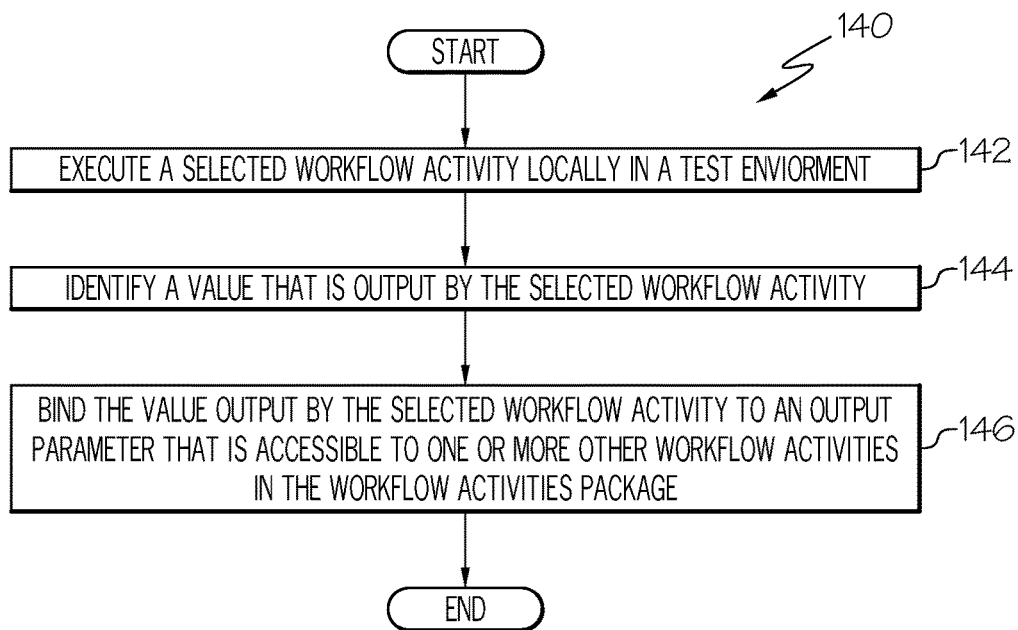 START
140
EXECUTE A SELECTED WORKFLOW ACTIVITY LOCALLY IN A TEST ENVIORMENT
142
IDENTIFY A VALUE THAT IS OUTPUT BY THE SELECTED WORKFLOW ACTIVITY
144
BIND THE VALUE OUTPUT BY THE SELECTED WORKFLOW ACTIVITY TO AN OUTPUT
PARAMETER THAT IS ACCESSIBLE TO ONE OR MORE OTHER WORKFLOW ACTIVITIES
IN THE WORKFLOW ACTIVITIES PACKAGE
146
END